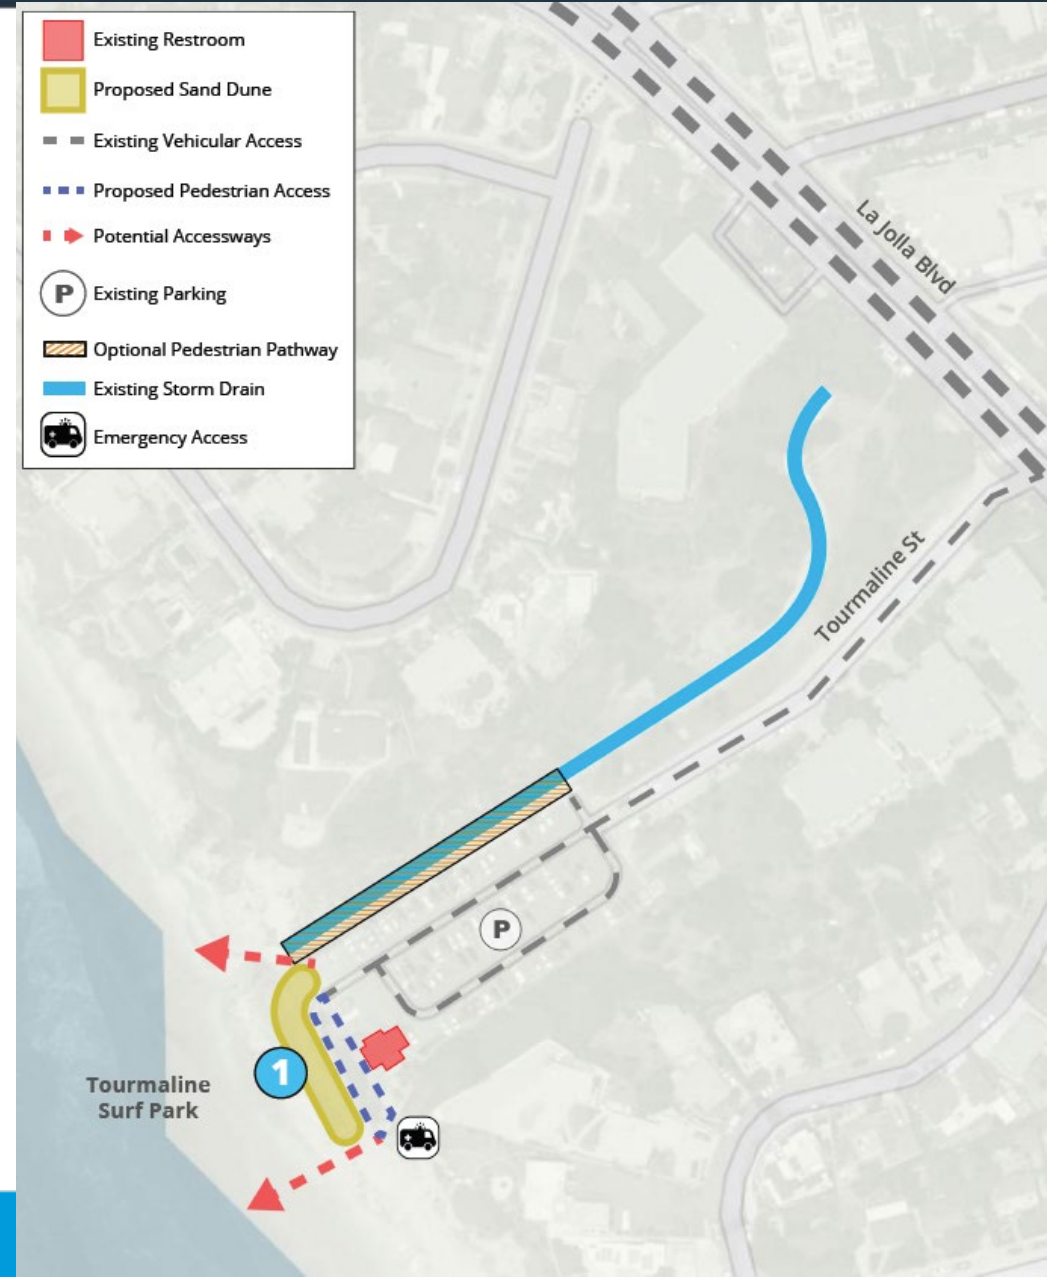 Existing Restroom
Proposed Sand Dune
Existing Vehicular Access
Proposed Pedestrian Access
Potential Accessways
P
Existing Parking
Optional Pedestrian Pathway
Existing Storm Drain
Emergency Access
La Jolla Blvd
Tourmaline St
P
1
Tourmaline
Surf Park